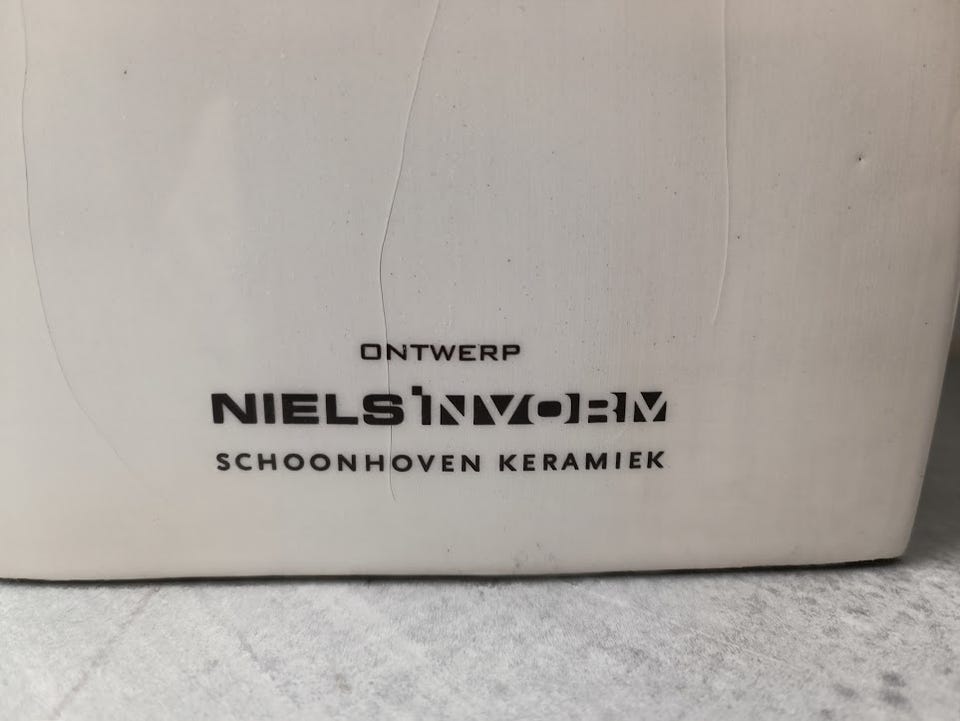 ONTWERP
NIELS INVORM
SCHOONHOVEN KERAMIEK